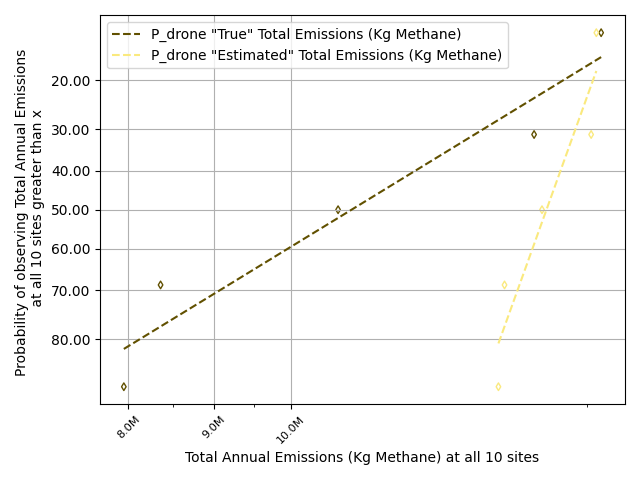 P_drone "True" Total Emissions (Kg Methane)
P_drone "Estimated" Total Emissions (Kg Methane)
Probability of observing Total Annual Emissions
at all 10 sites greater than x
20.00
30.00
40.00
50.00
60.00
70.00
80.00
8.0M
9.0M
10.0M
Total Annual Emissions (Kg Methane) at all 10 sites